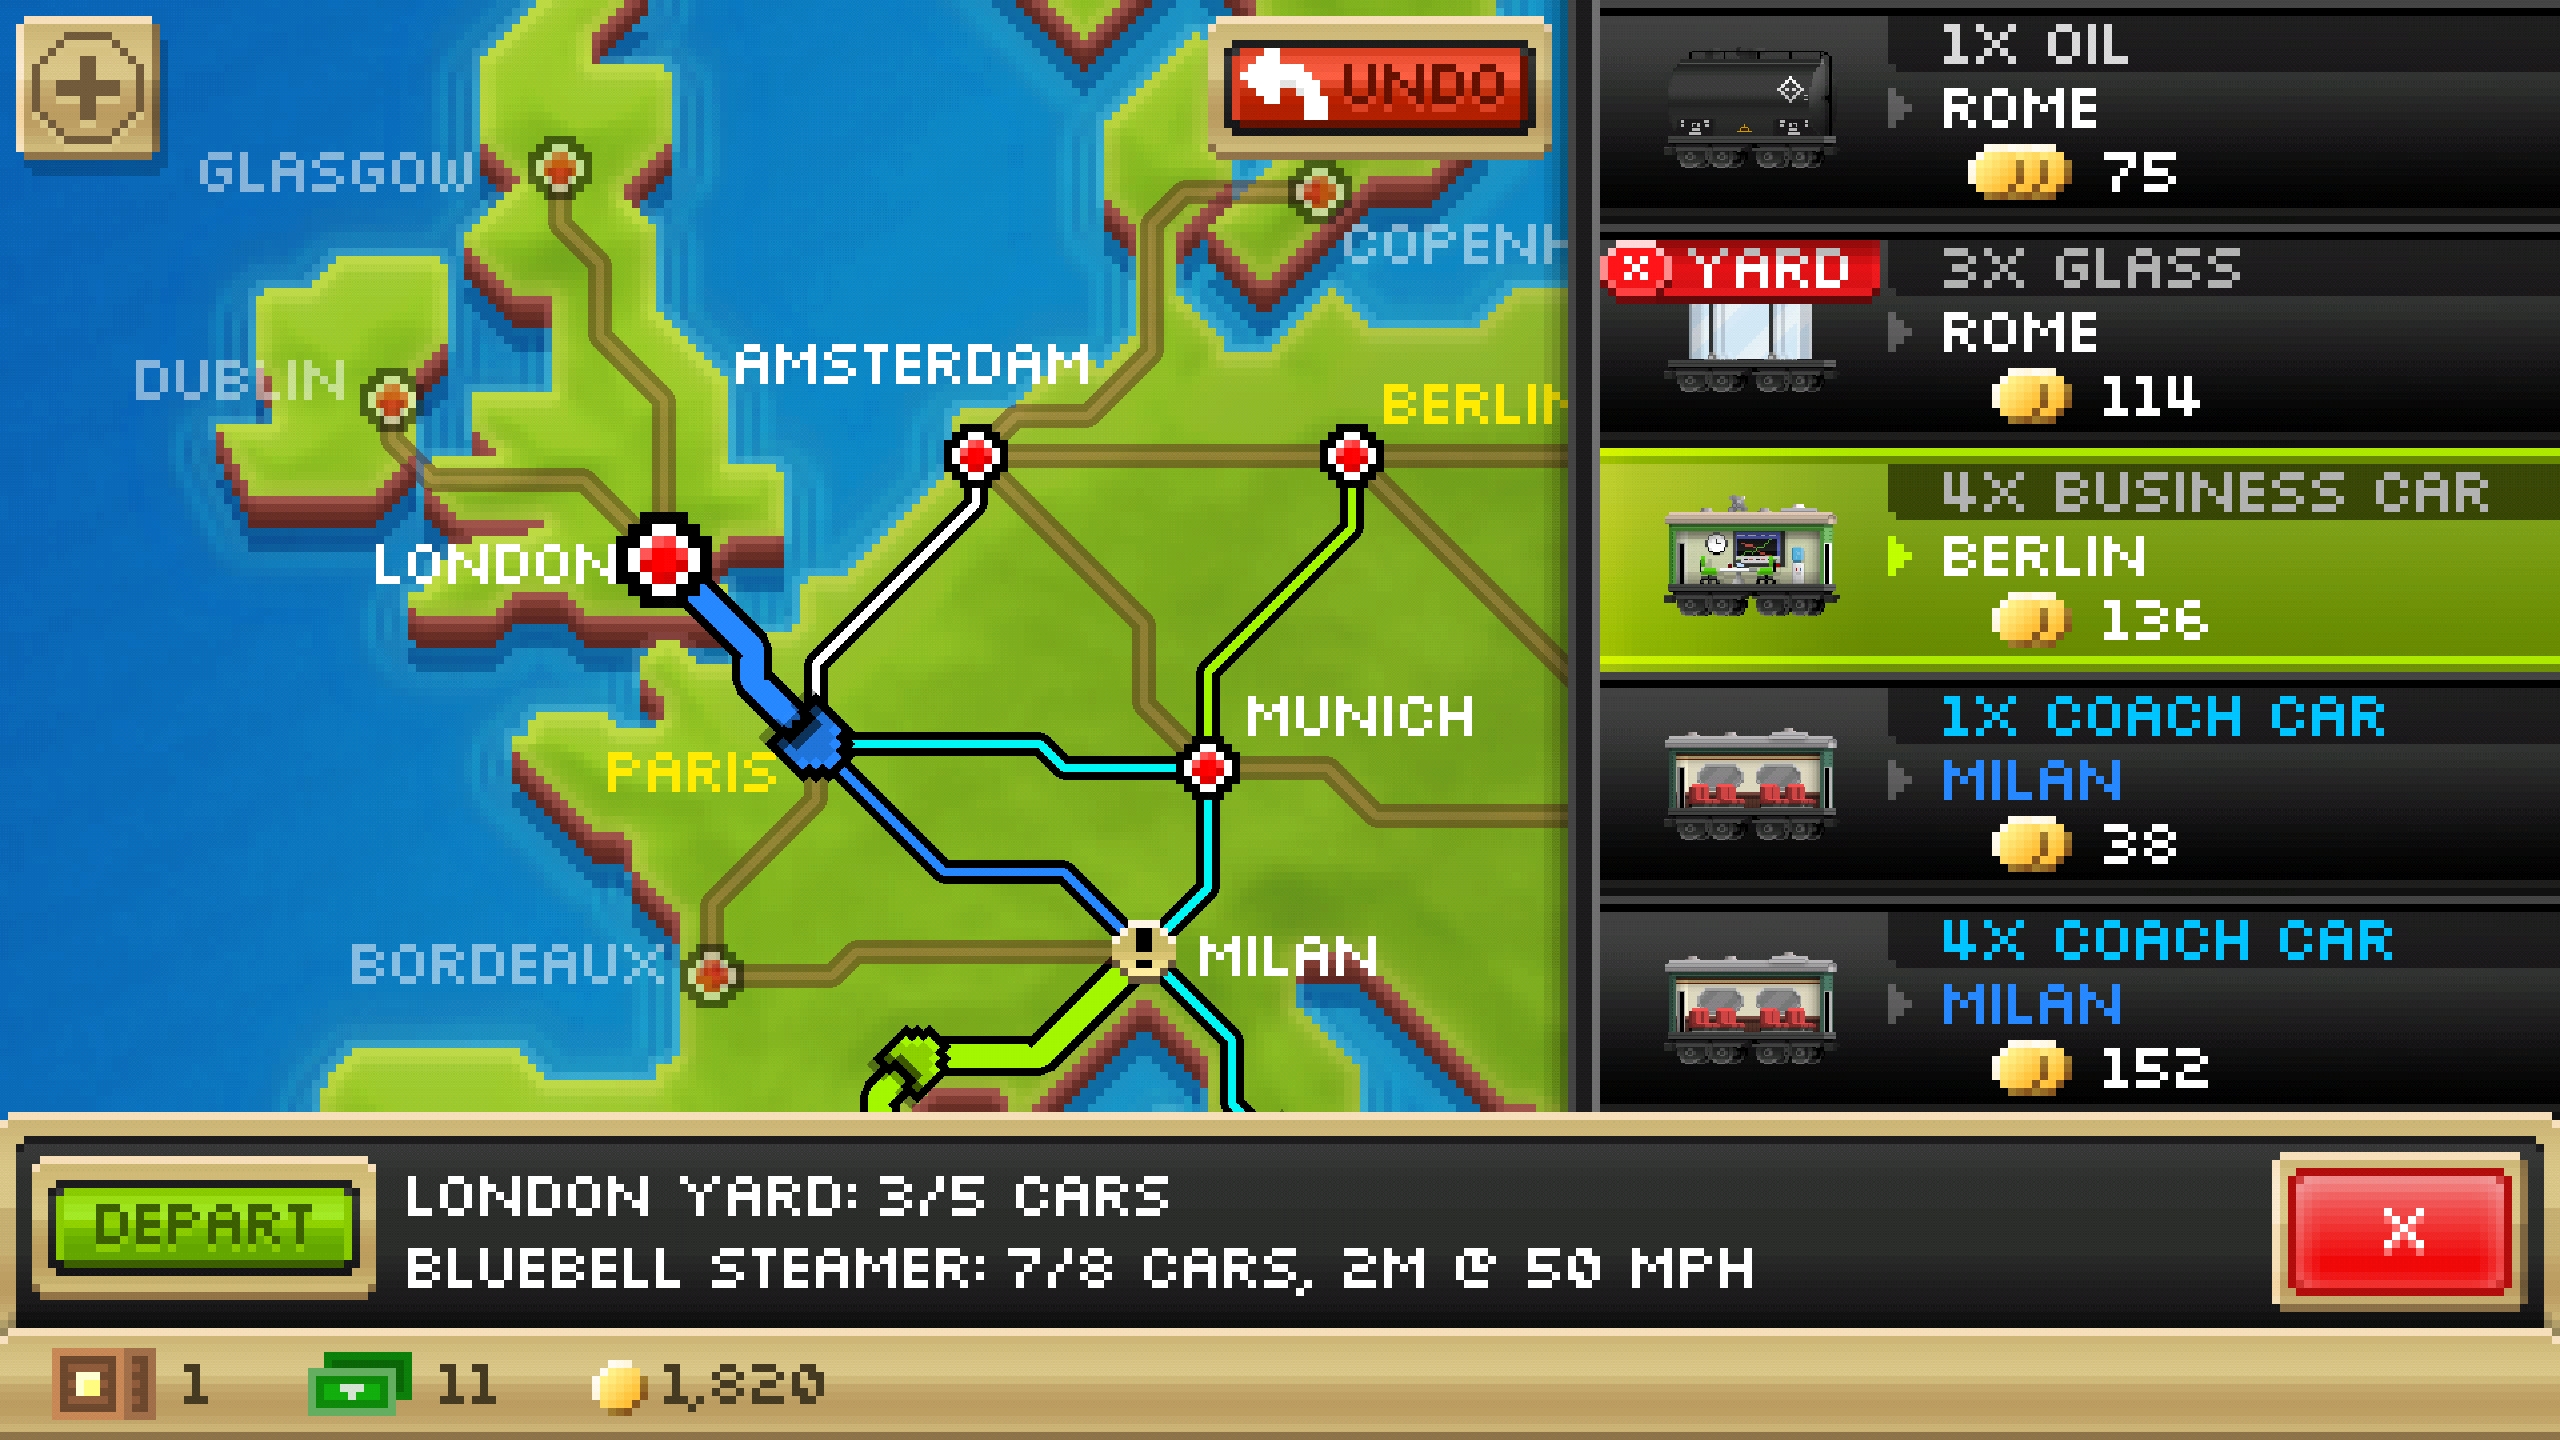 UNDO
GLASGOW
COPENH
DUBLIN
AMSTERDAM
BERLIN
LONDON
MUNICH
PARIS
BORDEAUX
MILAN
1X OIL
ROME
75
YARD
3X GLASS
ROME
114
4X BUSINESS CAR
BERLIN
136
1X COACH CAR
MILAN
38
4X COACH CAR
MILAN
152
DEPART
LONDON YARD: 3/5 CARS
BLUEBELL STEAMER: 7/8 CARS, 2M @ 50 MPH
X
1
11
1,820